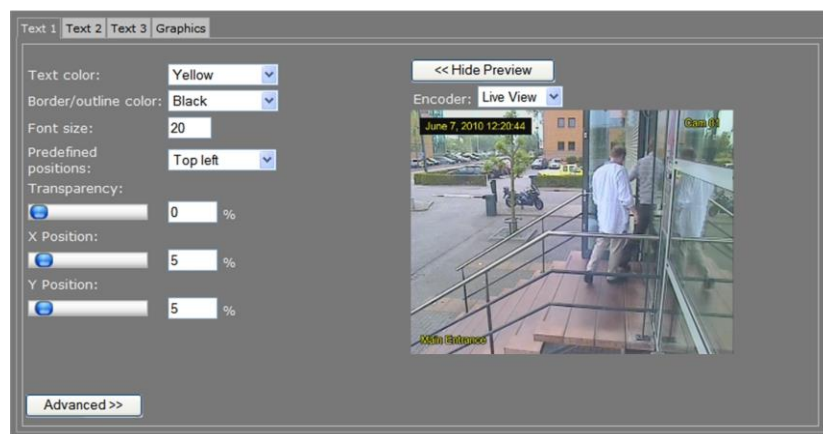 Text 1 Text 2 Text 3 Graphics
Text color: Yellow
Border/outline color: Black
Font size: 20
Predefined
positions: Top left
Transparency:
0 %
X Position:
5 %
Y Position:
5 %
Advanced >>
<< Hide Preview
Encoder: Live View
June 7, 2010 12:20:44 Cam 01
Main Entrance